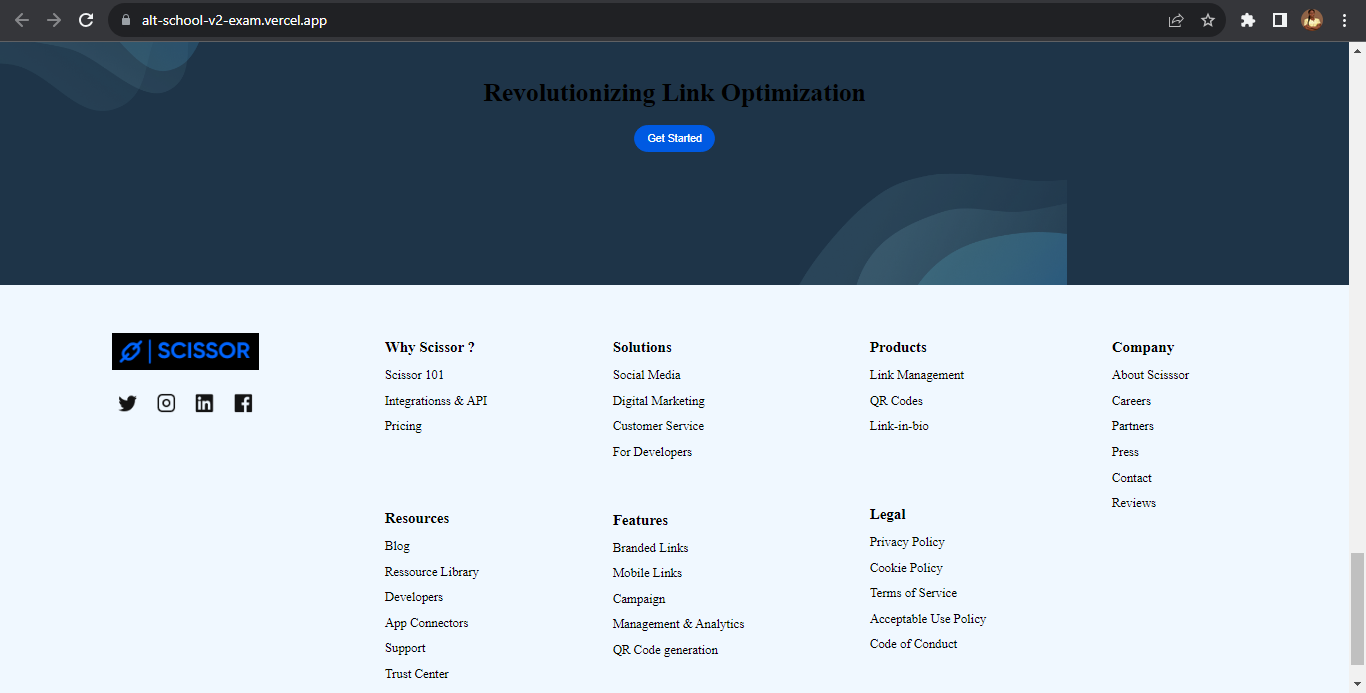 alt-school-v2-exam.vercel.app
Revolutionizing Link Optimization
Get Started
SCISSOR
Why Scissor ?
Scissor 101
Integrationss & API
Pricing
Solutions
Social Media
Digital Marketing
Customer Service
For Developers
Products
Link Management
QR Codes
Link-in-bio
Company
About Scisssor
Careers
Partners
Press
Contact
Reviews
Resources
Blog
Ressource Library
Developers
App Connectors
Support
Trust Center
Features
Branded Links
Mobile Links
Campaign
Management & Analytics
QR Code generation
Legal
Privacy Policy
Cookie Policy
Terms of Service
Acceptable Use Policy
Code of Conduct